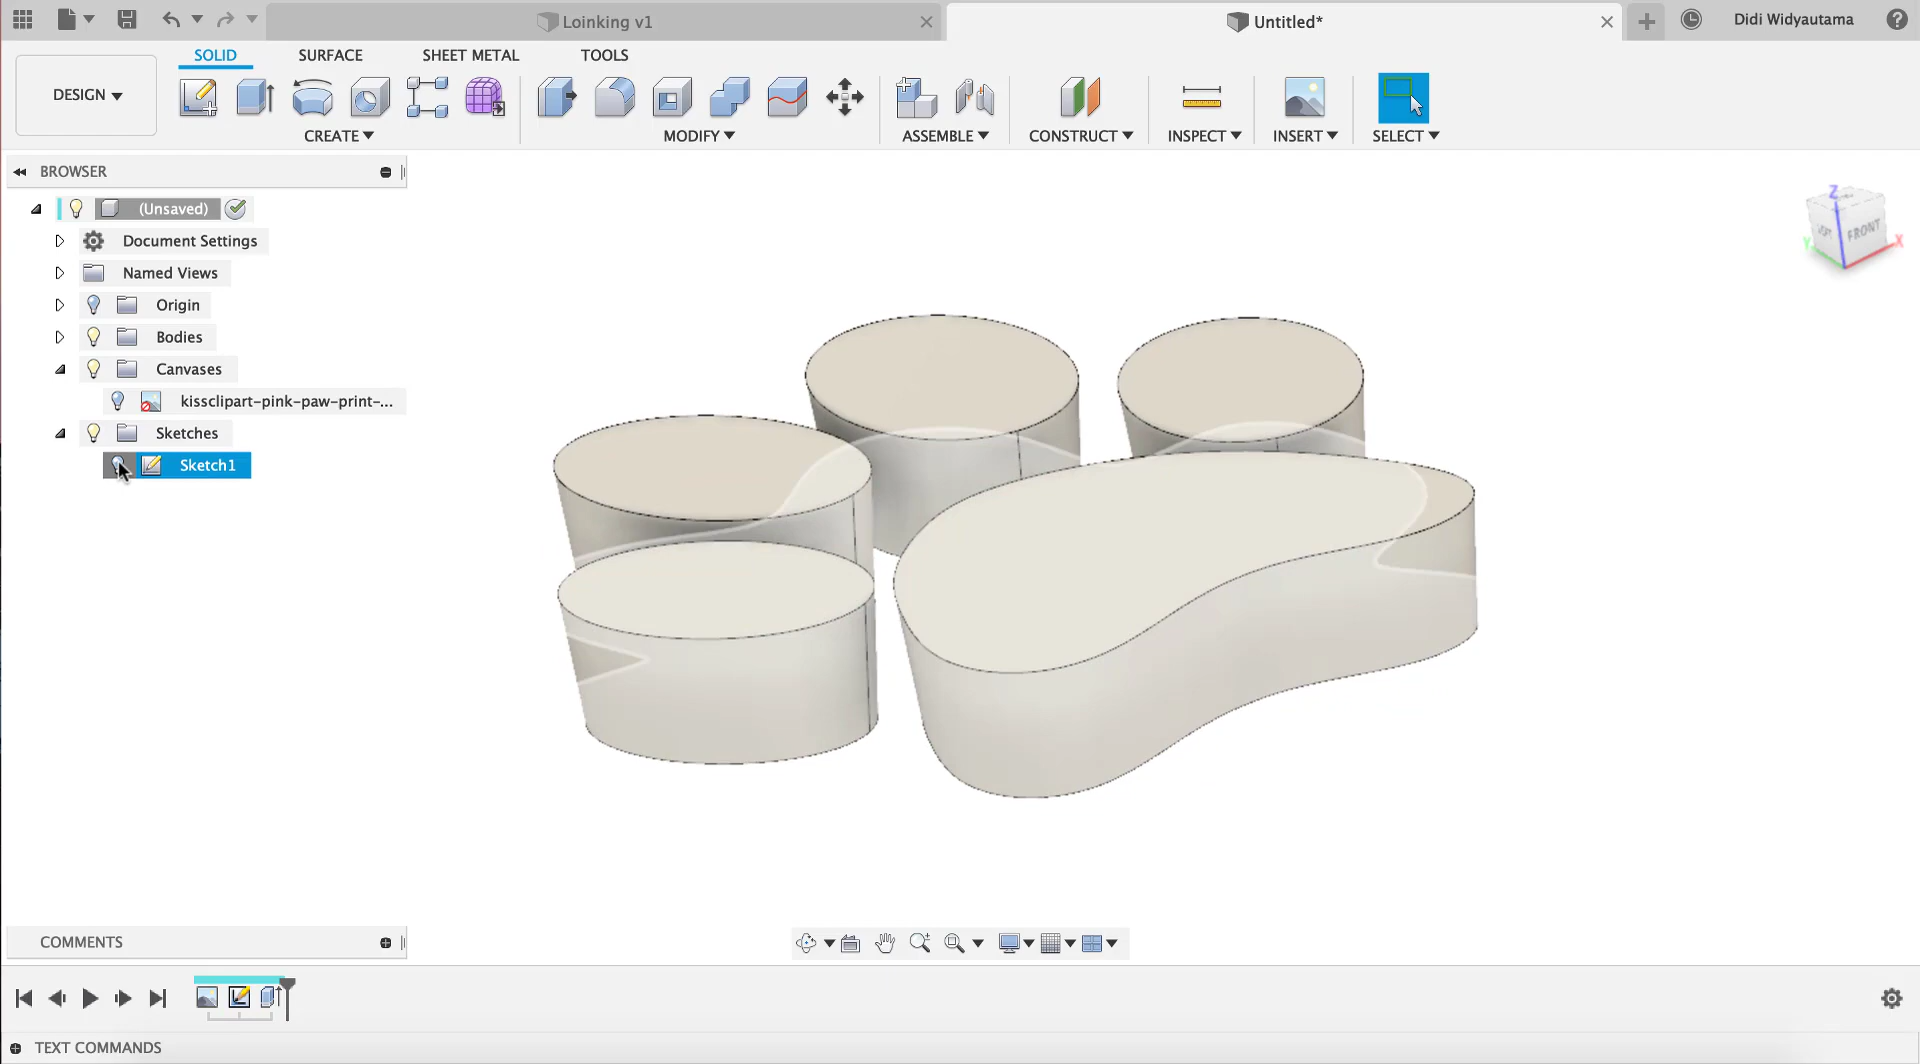 Loinking v1
Untitled*
Didi Widyautama
DESIGN
SOLID
SURFACE
SHEET METAL
TOOLS
CREATE
MODIFY
ASSEMBLE
CONSTRUCT
INSPECT
INSERT
SELECT
BROWSER
(Unsaved)
Document Settings
Named Views
Origin
Bodies
Canvases
kissclipart-pink-paw-print-...
Sketches
Sketch1
Z
LEFT
FRONT
Y
X
COMMENTS
TEXT COMMANDS